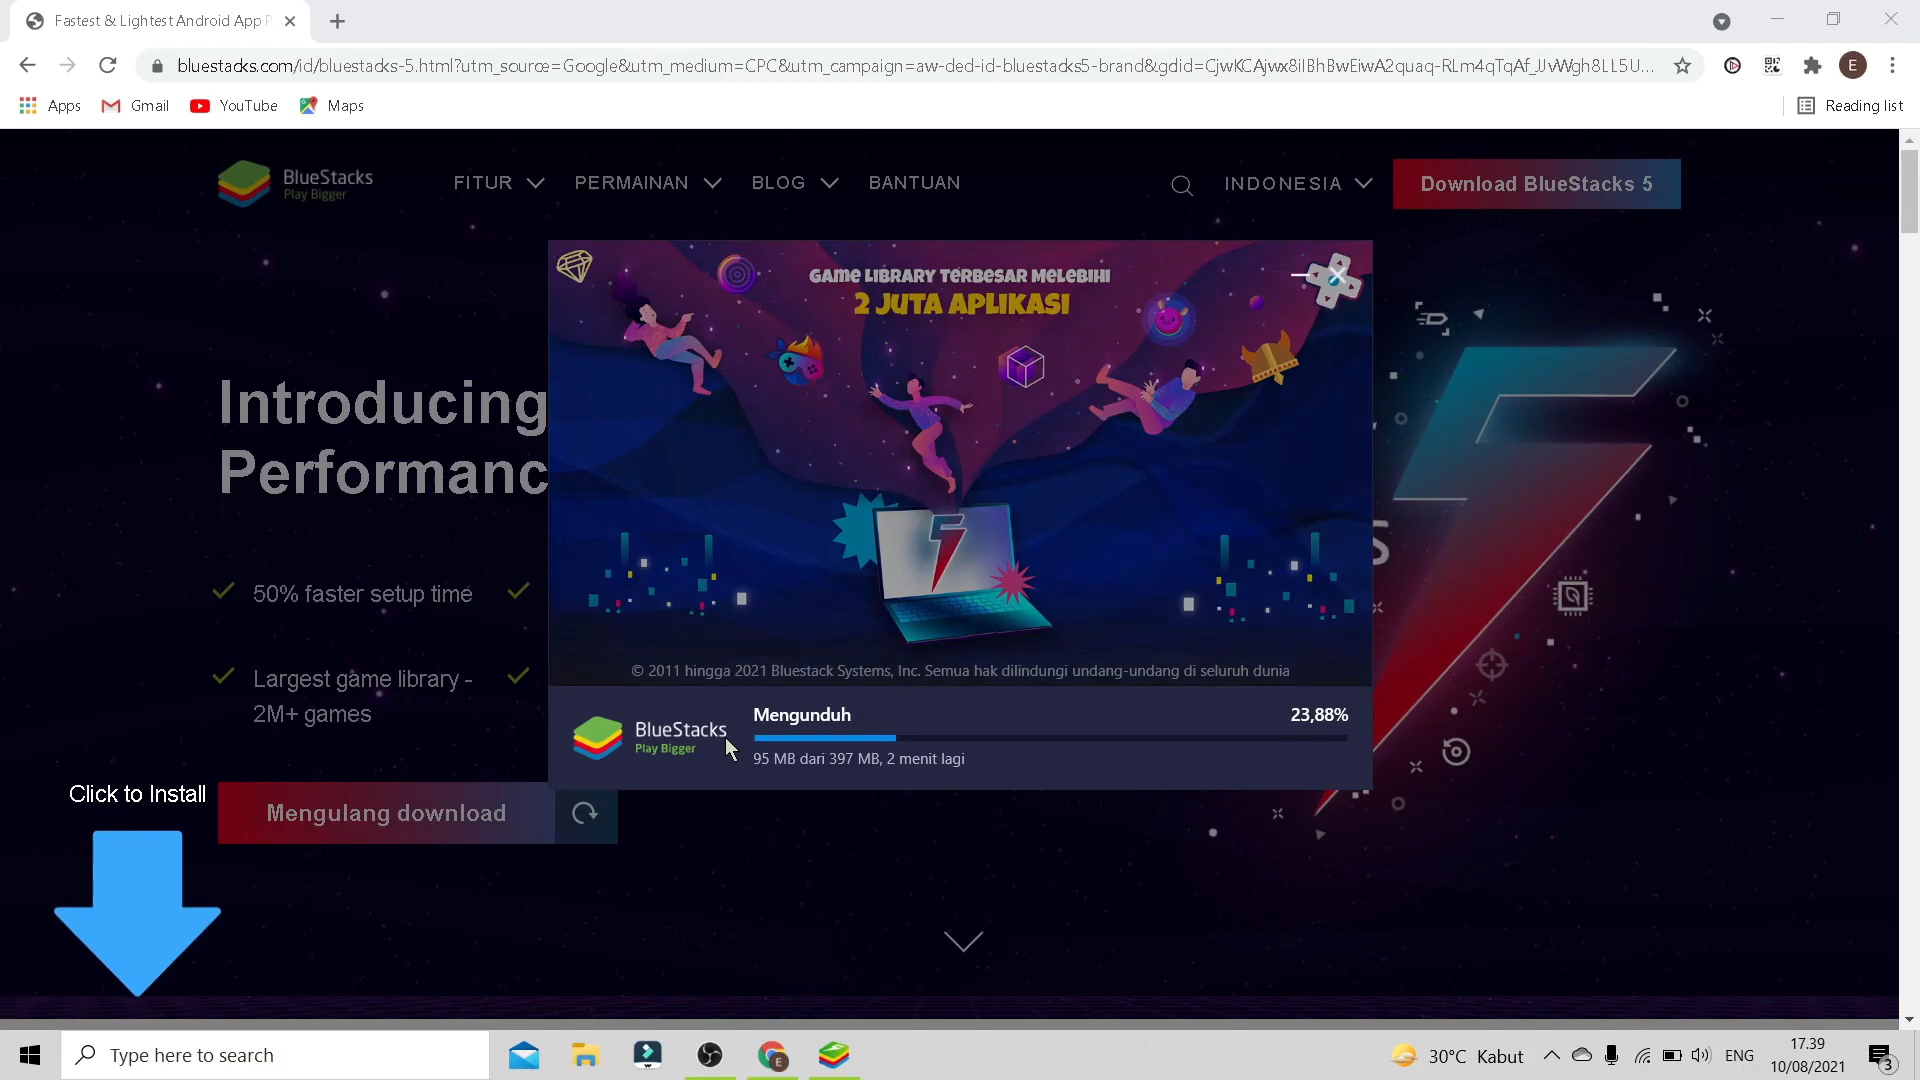 Fastest & Lightest Android App P
bluestacks.com/id/bluestacks-5.html?utm_source=Google&utm_medium=CPC&utm_campaign=aw-ded-id-bluestacks5-brand&gclid=CjwKCAjwx8iIBhBwEiwA2quaq-RLm4qTqAf_JJvWgh8LL5U...
E
Apps
Gmail
YouTube
Maps
Reading list
BlueStacks
Play Bigger
FITUR
PERMAINAN
BLOG
BANTUAN
INDONESIA
Download BlueStacks 5
GAME LIBRARY TERBESAR MELEBIHI
2 JUTA APLIKASI
Introducing
Performanc
S
50% faster setup time
Largest game library -
2M+ games
© 2011 hingga 2021 Bluestack Systems, Inc. Semua hak dilindungi undang-undang di seluruh dunia
BlueStacks
Play Bigger
Mengunduh
23,88%
95 MB dari 397 MB, 2 menit lagi
Click to Install
Mengulang download
Type here to search
E
30°C Kabut
ENG
17.39
10/08/2021
3